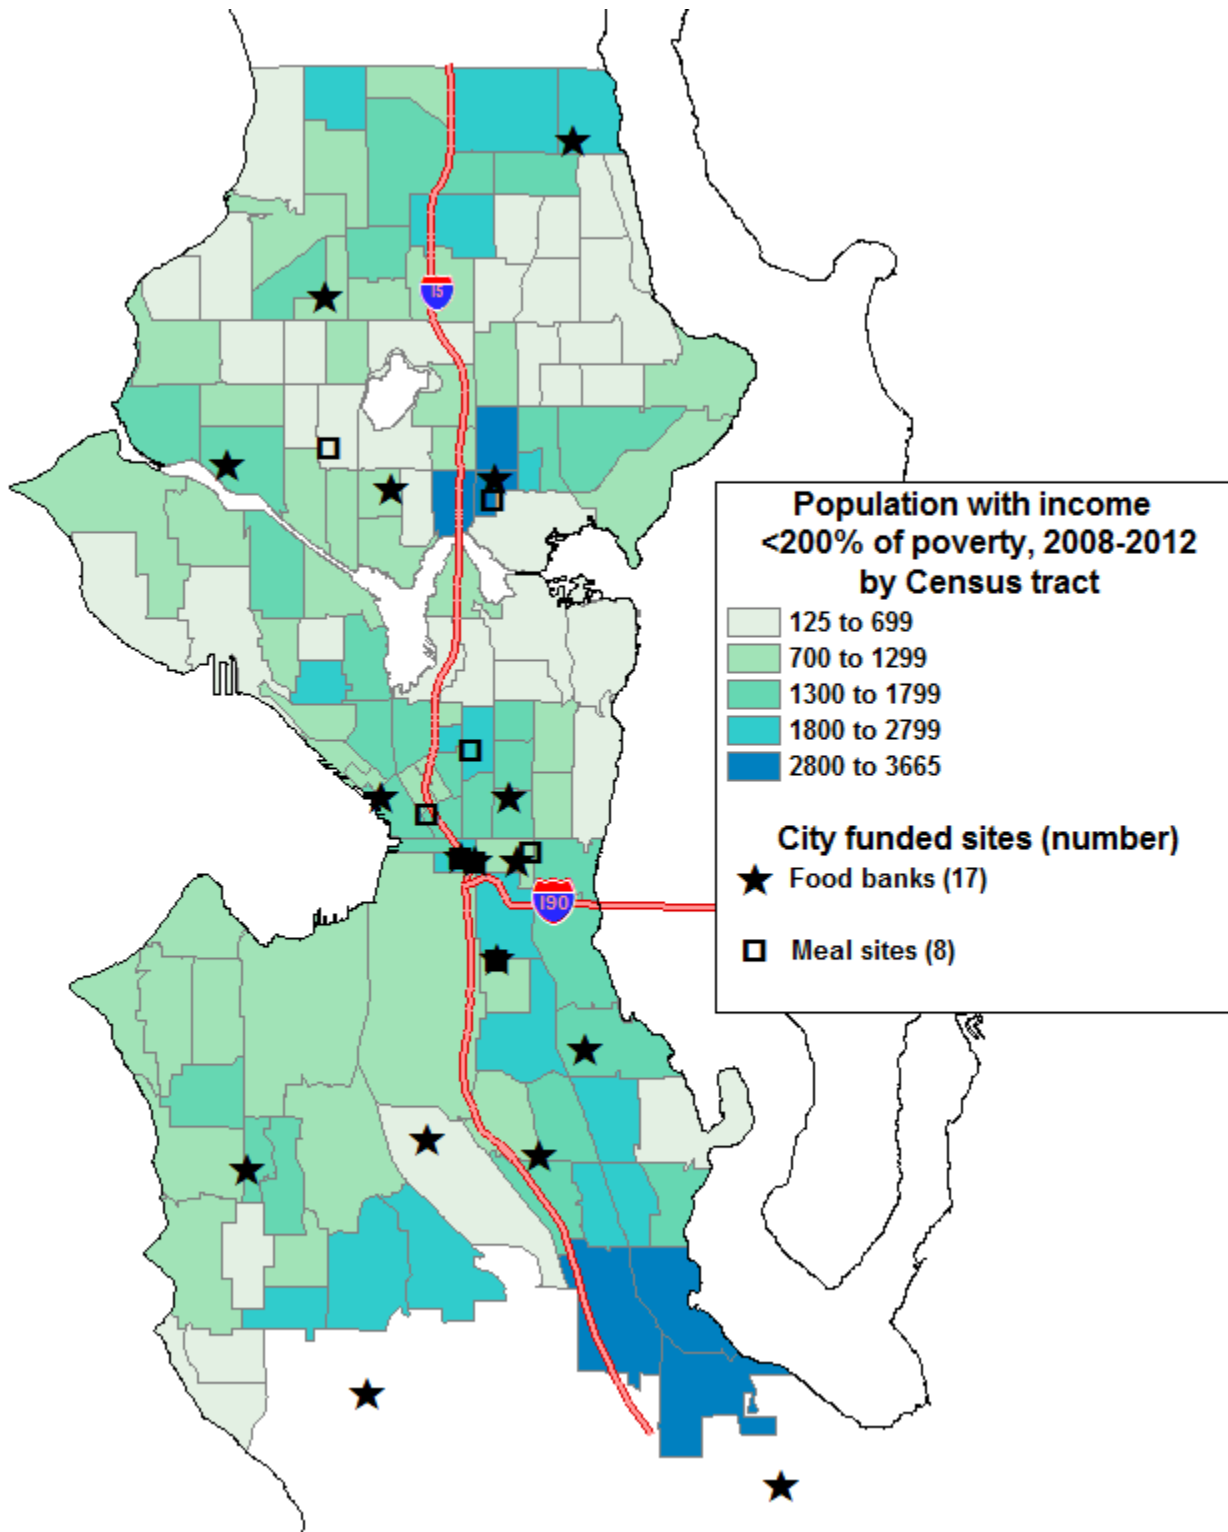 15
Population with income
<200% of poverty, 2008-2012
by Census tract
125 to 699
700 to 1299
1300 to 1799
1800 to 2799
2800 to 3665
City funded sites (number)
Food banks (17)
190
Meal sites (8)